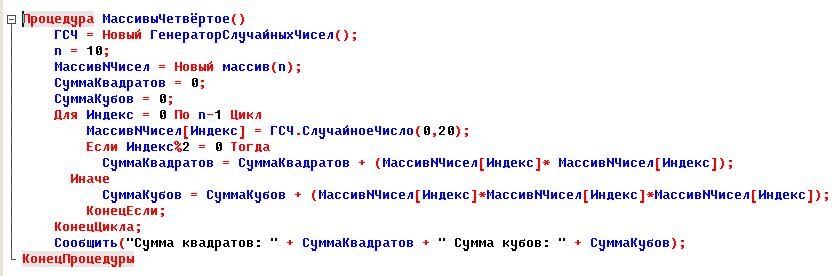 Процедура МассивыЧетвёртое()
ГСЧ = Новый ГенераторСлучайныхЧисел();
n = 10;
МассивNЧисел = Новый массив(n);
СуммаКвадратов = 0;
СуммаКубов = 0;
Для Индекс = 0 По n-1 Цикл
МассивNЧисел[Индекс] = ГСЧ.СлучайноеЧисло(0,20);
Если Индекс%2 = 0 Тогда
СуммаКвадратов = СуммаКвадратов + (МассивNЧисел[Индекс]* МассивNЧисел[Индекс]);
Иначе
СуммаКубов = СуммаКубов + (МассивNЧисел[Индекс]*МассивNЧисел[Индекс]*МассивNЧисел[Индекс]);
КонецЕсли;
КонецЦикла;
Сообщить("Сумма квадратов: " + СуммаКвадратов + " Сумма кубов: " + СуммаКубов);
КонецПроцедуры